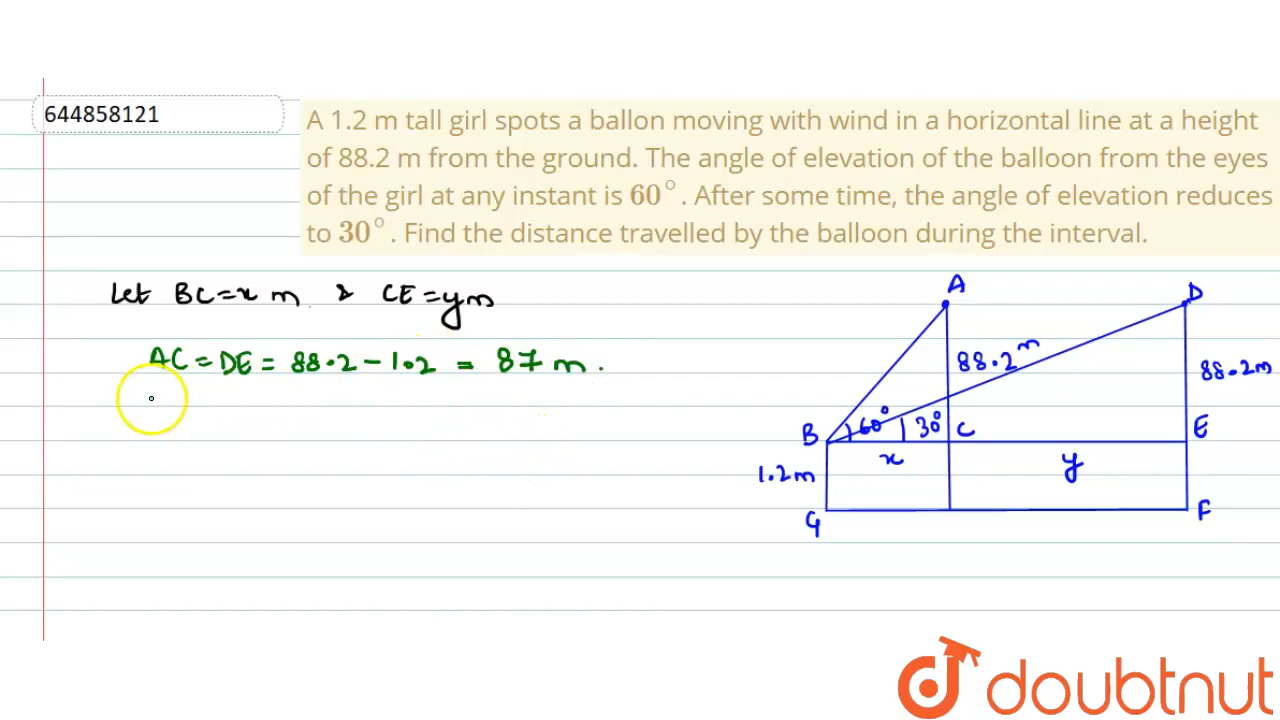 644858121
A 1.2 m tall girl spots a ballon moving with wind in a horizontal line at a height
of 88.2 m from the ground. The angle of elevation of the balloon from the eyes
of the girl at any instant is 60°. After some time, the angle of elevation reduces
to 30°. Find the distance travelled by the balloon during the interval.
Let BC = x m & CE = y m
AC = DE = 88.2 - 1.2 = 87 m.
A
D
88.2 m
88.2 m
B
60°
30°
C
E
x
y
1.2 m
G
F
doubtnut